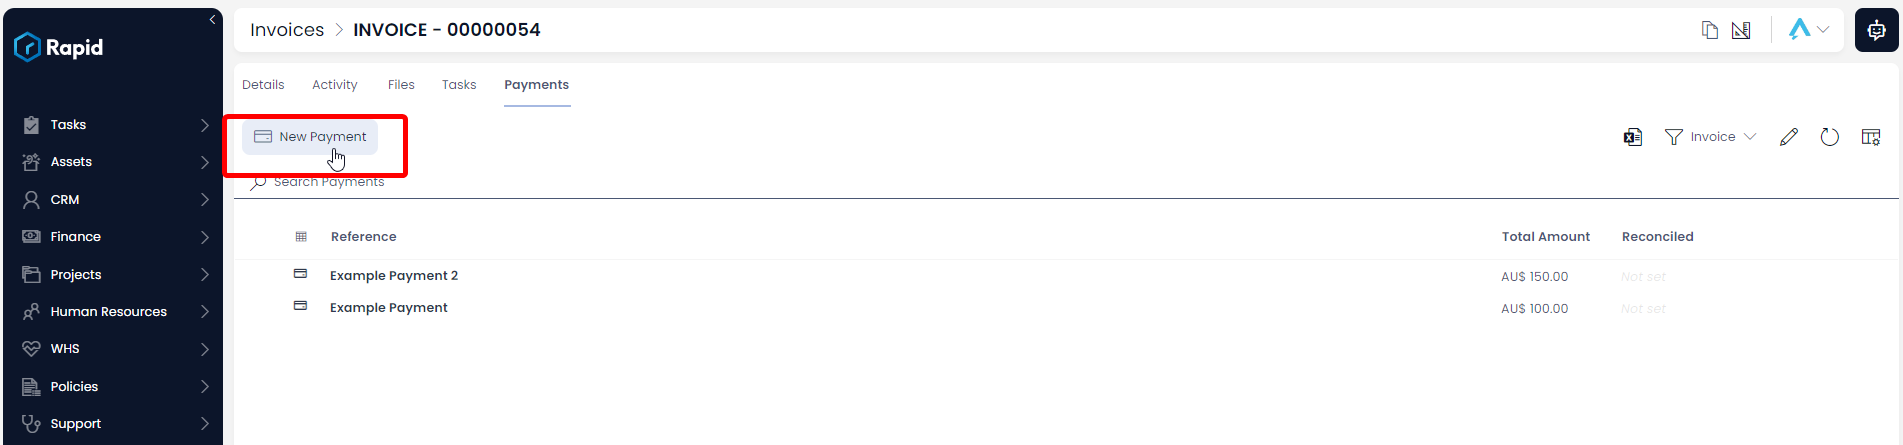 Rapid
Tasks
Assets
CRM
Finance
Projects
Human Resources
WHS
Policies
Support
Invoices > INVOICE - 00000054
Details Activity Files Tasks Payments
New Payment
Invoice
Search Payments
Reference Total Amount Reconciled
Example Payment 2 AU$ 150.00 Not set
Example Payment AU$ 100.00 Not set